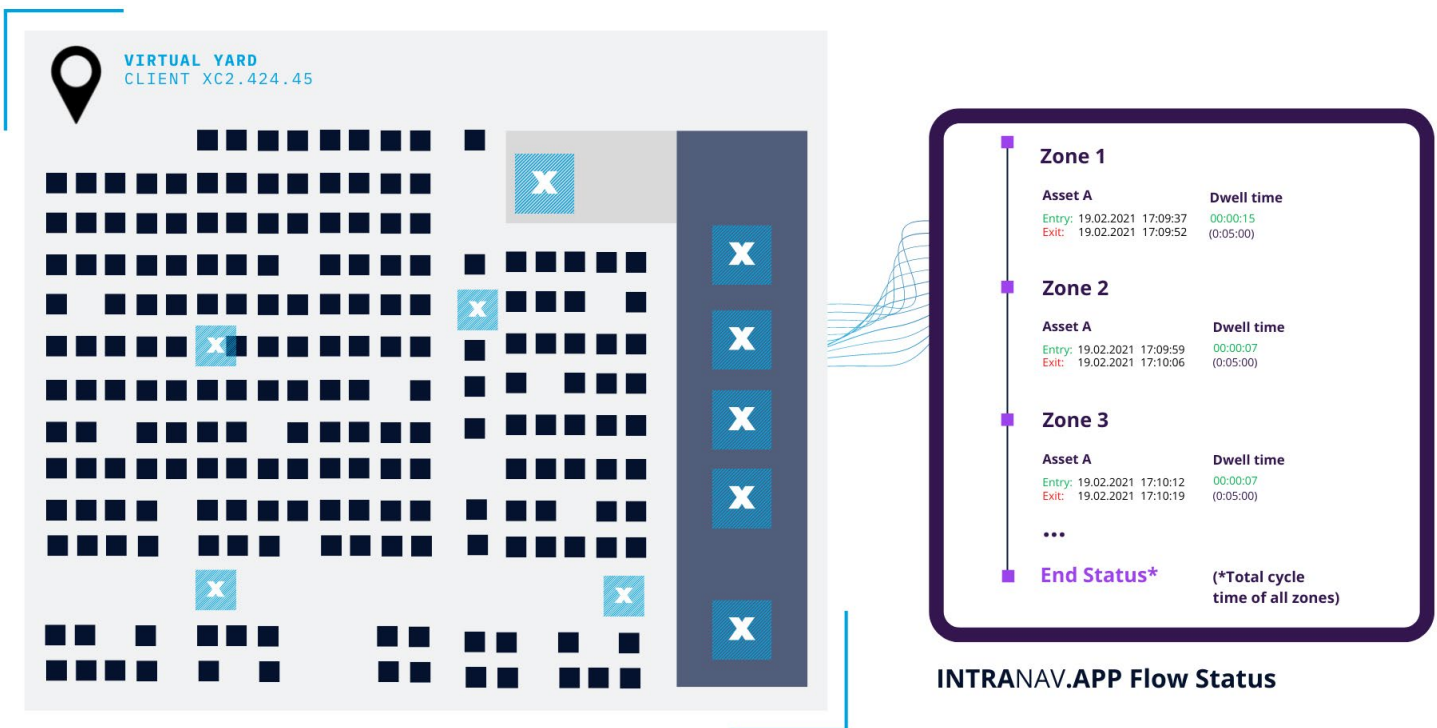 VIRTUAL YARD
CLIENT XC2.424.45
X
X
X
X
X
X
X
X
X
X
Zone 1
Asset A
Dwell time
Entry: 19.02.2021 17:09:37
00:00:15
Exit: 19.02.2021 17:09:52
(0:05:00)
Zone 2
Asset A
Dwell time
Entry: 19.02.2021 17:09:59
00:00:07
Exit: 19.02.2021 17:10:06
(0:05:00)
Zone 3
Asset A
Dwell time
Entry: 19.02.2021 17:10:12
00:00:07
Exit: 19.02.2021 17:10:19
(0:05:00)
...
End Status*
(*Total cycle
time of all zones)
INTRANAV.APP Flow Status